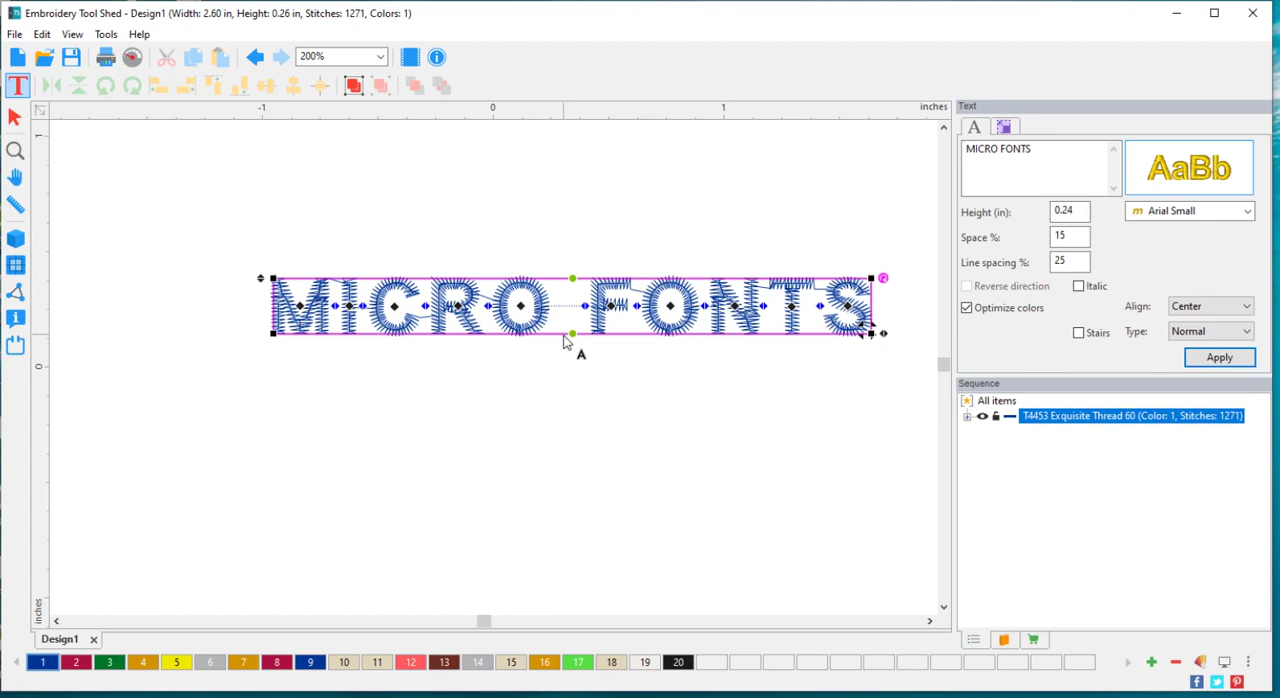 Embroidery Tool Shed - Design1 (Width: 2.60 in, Height: 0.26 in, Stitches: 1271, Colors: 1)
File Edit View Tools Help
200%
T
-1 0 1 inches
1
0
inches
MICRO FONTS
A
Text
A
MICRO FONTS
AaBb
Height (in): 0.24
m Arial Small
Space %: 15
Line spacing %: 25
Reverse direction
Italic
Align: Center
Optimize colors
Stairs
Type: Normal
Apply
Sequence
All items
T4453 Exquisite Thread 60 (Color: 1, Stitches: 1271)
Design1
1 2 3 4 5 6 7 8 9 10 11 12 13 14 15 16 17 18 19 20